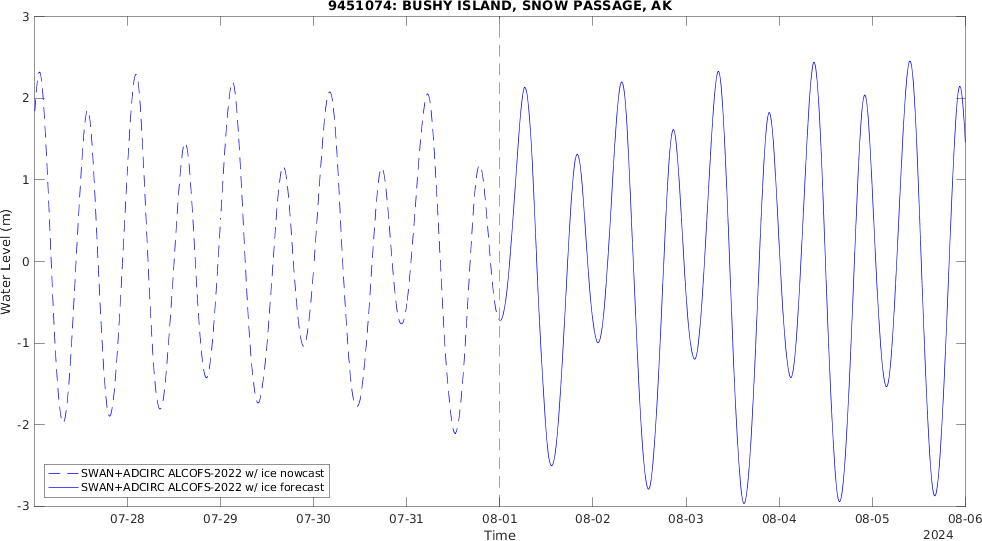 9451074: BUSHY ISLAND, SNOW PASSAGE, AK
3
2
1
0
-1
-2
-3
Water Level (m)
SWAN+ADCIRC ALCOFS-2022 w/ ice nowcast
SWAN+ADCIRC ALCOFS-2022 w/ ice forecast
07-28 07-29 07-30 07-31 08-01 08-02 08-03 08-04 08-05 08-06
Time
2024